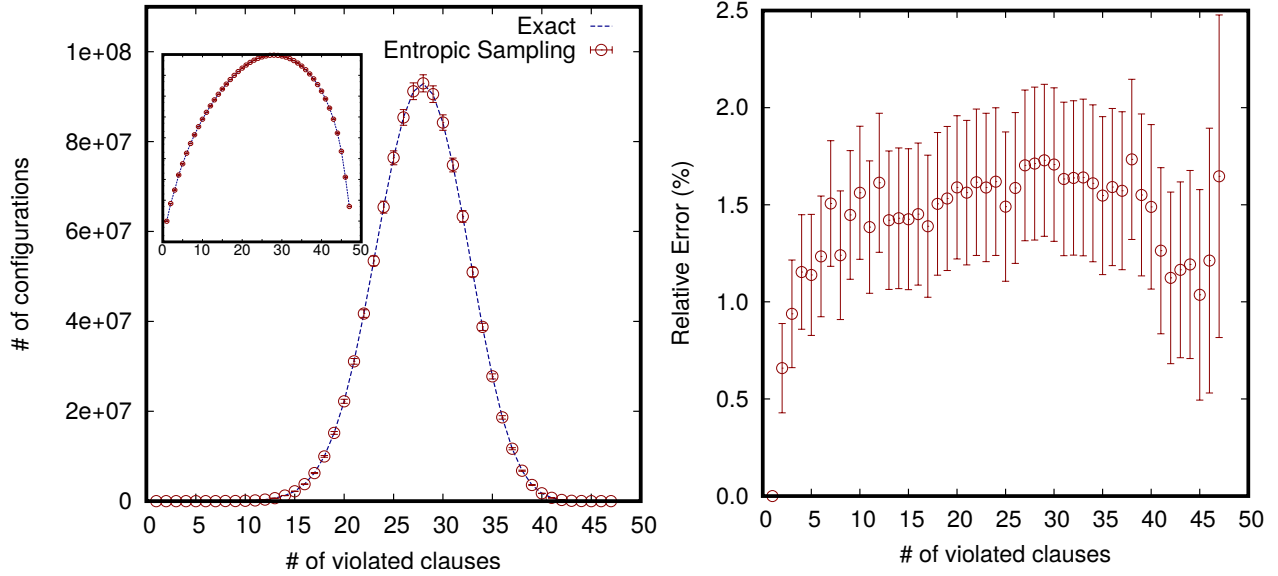 Exact
Entropic Sampling
1e+08
8e+07
6e+07
4e+07
2e+07
0
0 5 10 15 20 25 30 35 40 45 50
# of violated clauses
# of configurations
0 10 20 30 40 50
2.5
2.0
1.5
1.0
0.5
0.0
0 5 10 15 20 25 30 35 40 45 50
# of violated clauses
Relative Error (%)